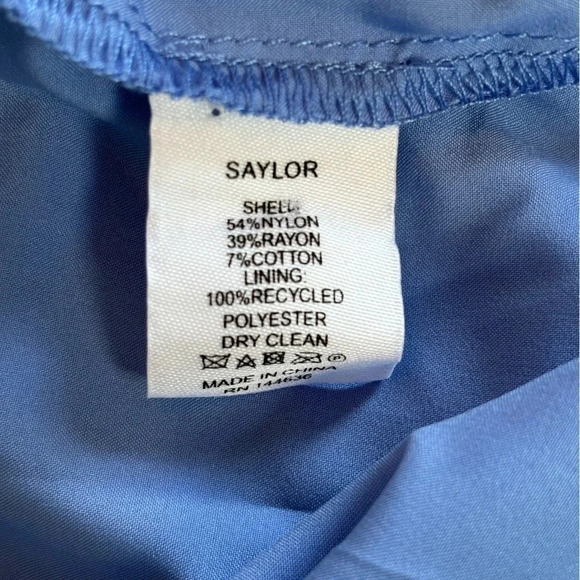 SAYLOR
SHELL:
54%NYLON
39%RAYON
7%COTTON
LINING:
100%RECYCLED
POLYESTER
DRY CLEAN
P
MADE IN CHINA
RN 144636